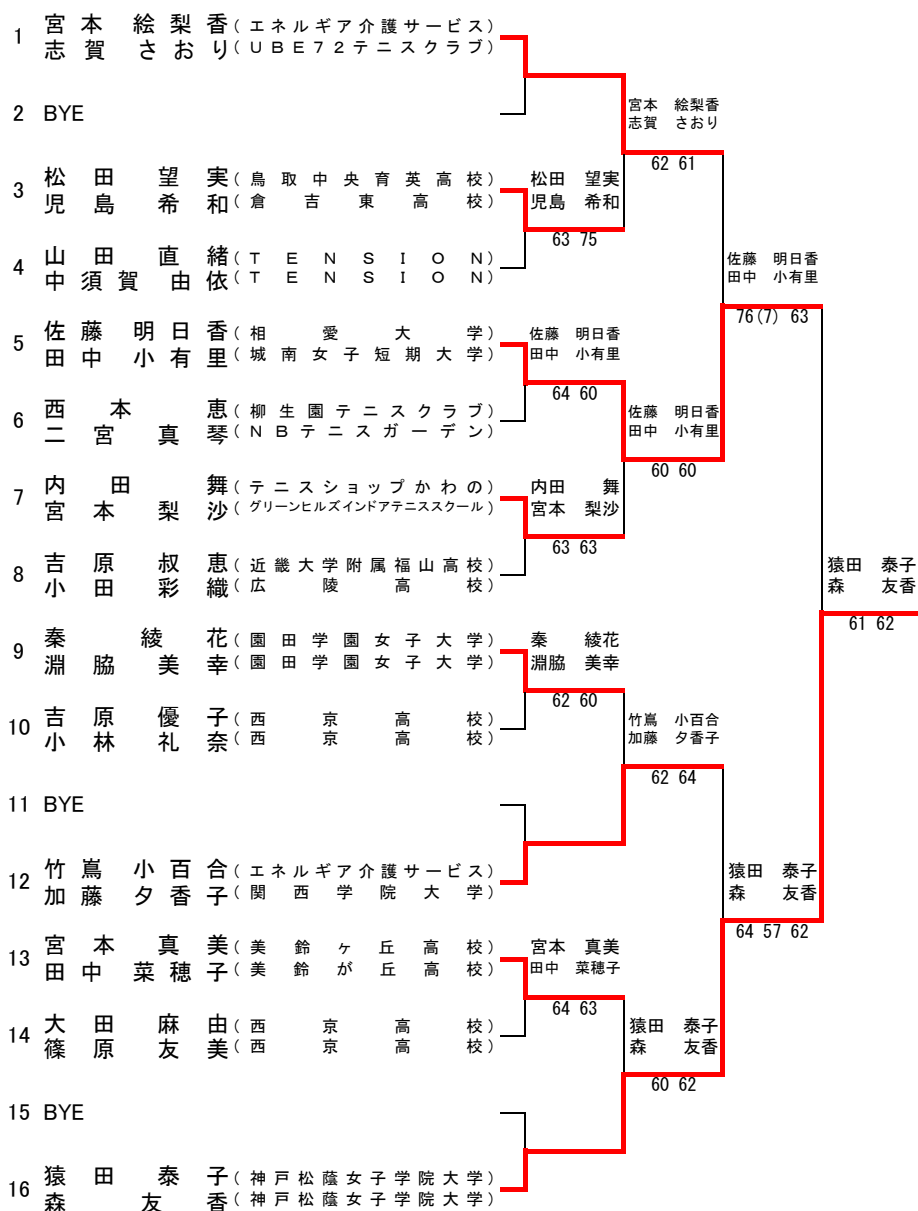 1 宮本 絵梨香 (エネルギア介護サービス)
志賀 さおり (UBE72テニスクラブ)
2 BYE
宮本 絵梨香
志賀 さおり
62 61
3 松田 望実 (鳥取中央育英高校)
児島 希和 (倉吉東高校)
松田 望実
児島 希和
63 75
4 山田 直緒 (TENSION)
中須賀 由依 (TENSION)
佐藤 明日香
田中 小有里
76(7) 63
5 佐藤 明日香 (相愛大学)
田中 小有里 (城南女子短期大学)
佐藤 明日香
田中 小有里
64 60
6 西本 恵 (柳生園テニスクラブ)
二宮 真琴 (NBテニスガーデン)
佐藤 明日香
田中 小有里
60 60
7 内田 舞 (テニスショップかわの)
宮本 梨沙 (グリーンヒルズインドアテニススクール)
内田 舞
宮本 梨沙
63 63
8 吉原 叔恵 (近畿大学附属福山高校)
小田 彩織 (広陵高校)
猿田 泰子
森 友香
61 62
9 秦 綾花 (園田学園女子大学)
淵脇 美幸 (園田学園女子大学)
秦 綾花
淵脇 美幸
62 60
10 吉原 優子 (西京高校)
小林 礼奈 (西京高校)
竹嶌 小百合
加藤 夕香子
62 64
11 BYE
12 竹嶌 小百合 (エネルギア介護サービス)
加藤 夕香子 (関西学院大学)
猿田 泰子
森 友香
64 57 62
13 宮本 真美 (美鈴ヶ丘高校)
田中 菜穂子 (美鈴が丘高校)
宮本 真美
田中 菜穂子
64 63
14 大田 麻由 (西京高校)
篠原 友美 (西京高校)
猿田 泰子
森 友香
60 62
15 BYE
16 猿田 泰子 (神戸松蔭女子学院大学)
森 友香 (神戸松蔭女子学院大学)